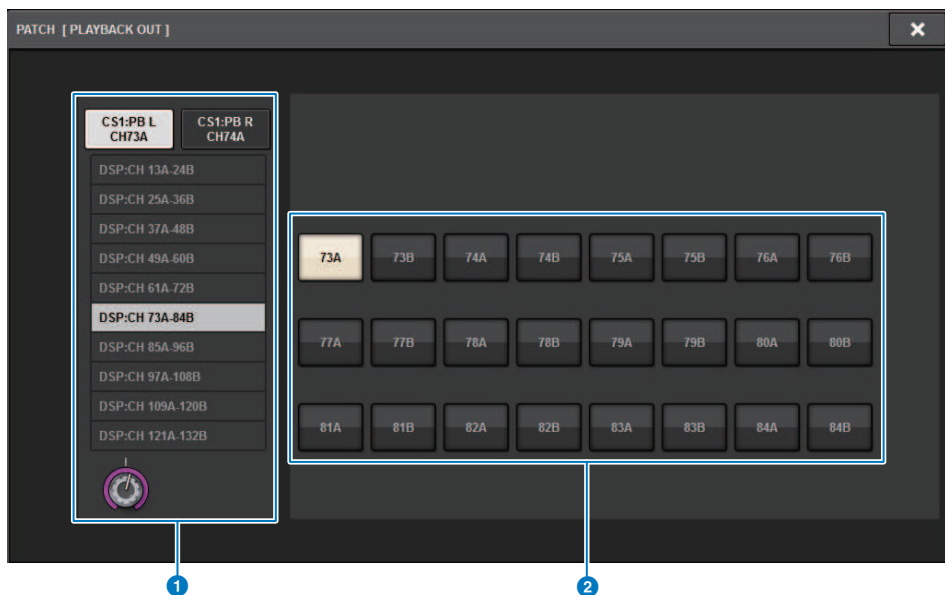 PATCH [ PLAYBACK OUT ]
CS1:PB L
CH73A
CS1:PB R
CH74A
DSP:CH 13A-24B
DSP:CH 25A-36B
DSP:CH 37A-48B
DSP:CH 49A-60B
DSP:CH 61A-72B
DSP:CH 73A-84B
DSP:CH 85A-96B
DSP:CH 97A-108B
DSP:CH 109A-120B
DSP:CH 121A-132B
73A 73B 74A 74B 75A 75B 76A 76B
77A 77B 78A 78B 79A 79B 80A 80B
81A 81B 82A 82B 83A 83B 84A 84B
1
2